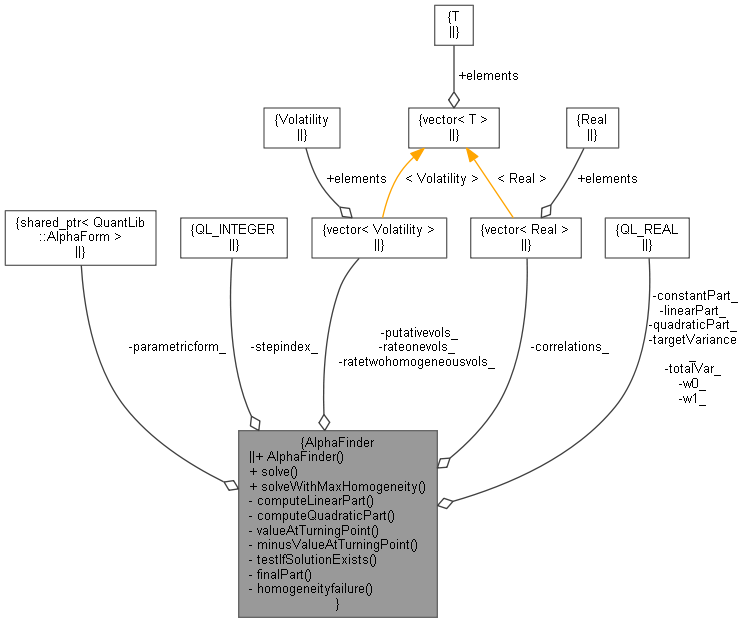 {T
||}
+elements
{Volatility
||}
{vector< T >
||}
{Real
||}
+elements
< Volatility >
< Real >
+elements
{shared_ptr< QuantLib
::AlphaForm >
||}
{QL_INTEGER
||}
{vector< Volatility >
||}
{vector< Real >
||}
{QL_REAL
||}
-parametricform_
-stepindex_
-putativevols_
-rateonevols_
-ratetwohomogeneousvols_
-correlations_
-constantPart_
-linearPart_
-quadraticPart_
-targetVariance
_
-totalVar_
-w0_
-w1_
{AlphaFinder
||+ AlphaFinder()
+ solve()
+ solveWithMaxHomogeneity()
- computeLinearPart()
- computeQuadraticPart()
- valueAtTurningPoint()
- minusValueAtTurningPoint()
- testIfSolutionExists()
- finalPart()
- homogeneityfailure()
}